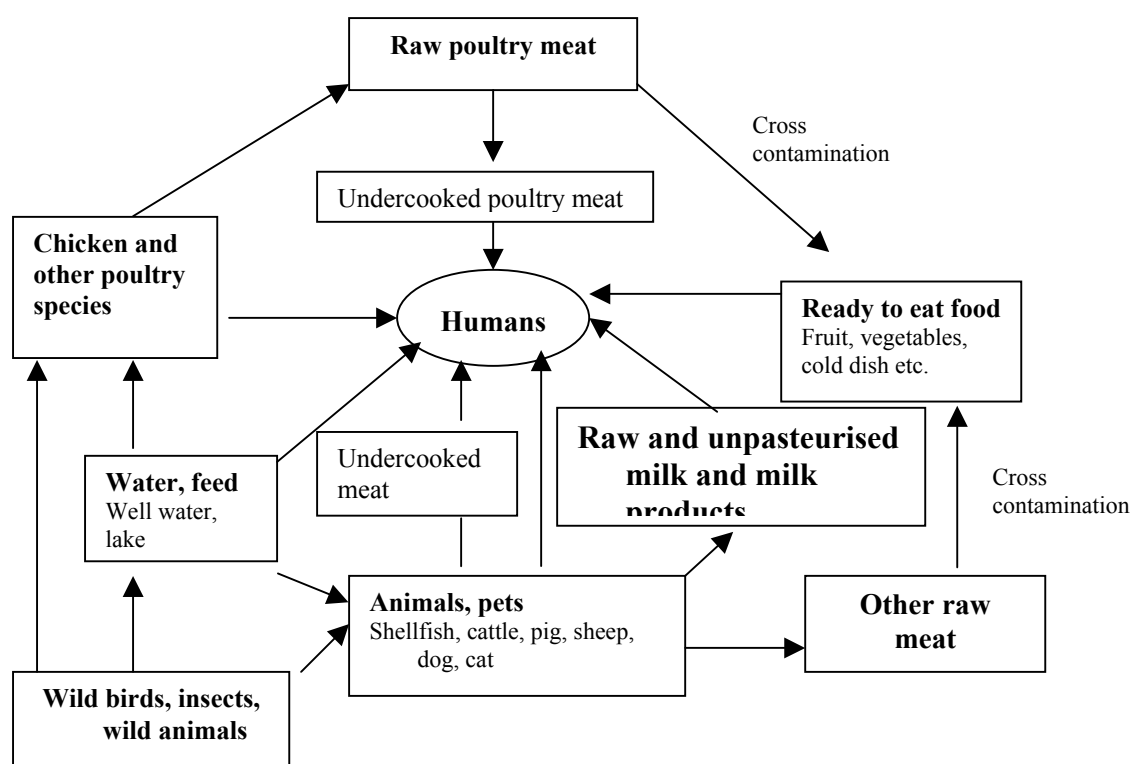 Raw poultry meat
Cross
contamination
Undercooked poultry meat
Chicken and
other poultry
species
Humans
Ready to eat food
Fruit, vegetables,
cold dish etc.
Raw and unpasteurised
milk and milk
products
Undercooked
meat
Water, feed
Well water,
lake
Cross
contamination
Animals, pets
Shellfish, cattle, pig, sheep,
dog, cat
Other raw
meat
Wild birds, insects,
wild animals